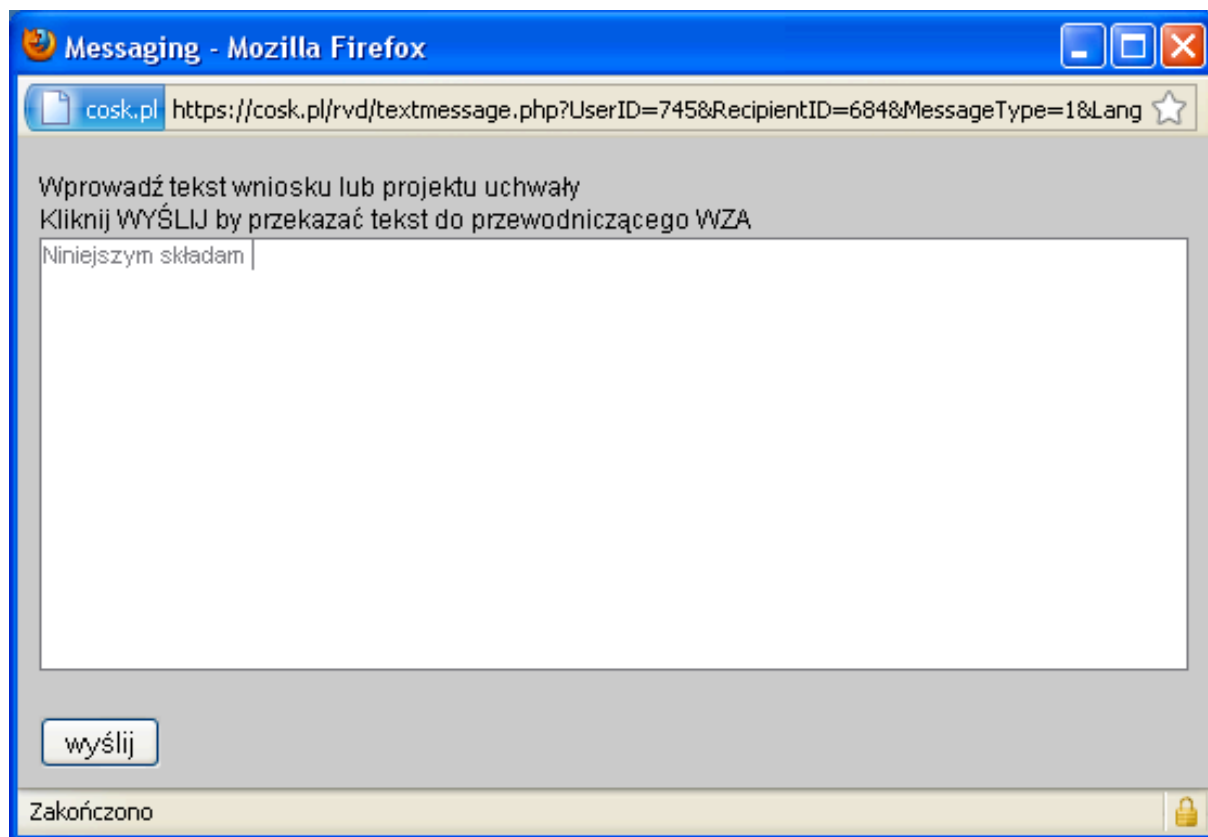 Messaging - Mozilla Firefox
cosk.pl https://cosk.pl/rvd/textmessage.php?UserID=745&RecipientID=684&MessageType=1&Lang
Wprowadź tekst wniosku lub projektu uchwały
Kliknij WYŚLIJ by przekazać tekst do przewodniczącego WZA
Niniejszym składam
wyślij
Zakończono